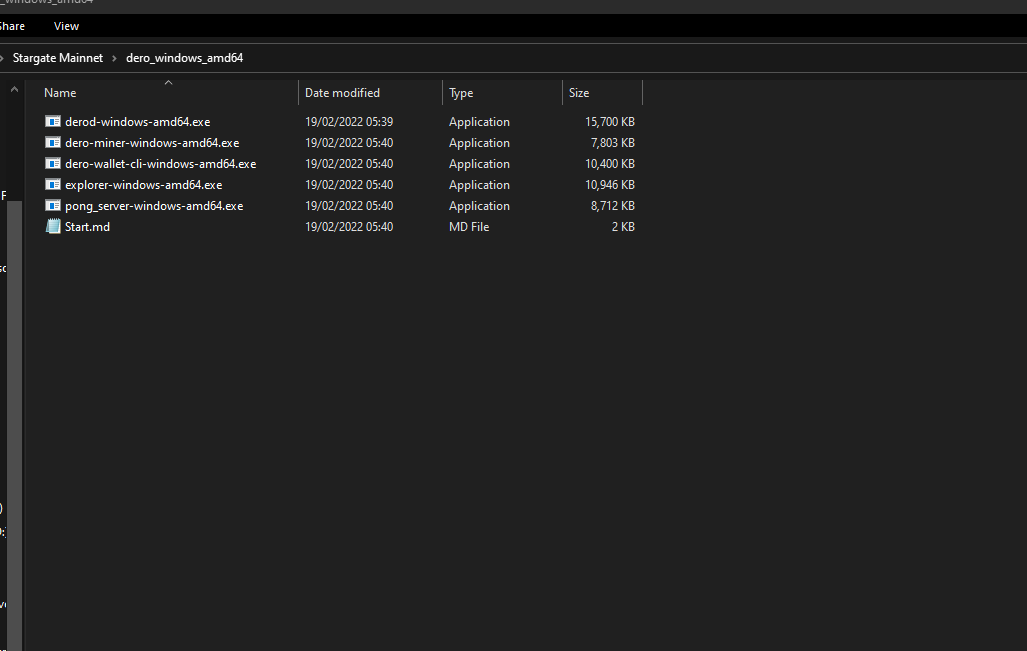 _windows_amd64
Share View
Stargate Mainnet > dero_windows_amd64
Name Date modified Type Size
derod-windows-amd64.exe 19/02/2022 05:39 Application 15,700 KB
dero-miner-windows-amd64.exe 19/02/2022 05:40 Application 7,803 KB
dero-wallet-cli-windows-amd64.exe 19/02/2022 05:40 Application 10,400 KB
explorer-windows-amd64.exe 19/02/2022 05:40 Application 10,946 KB
pong_server-windows-amd64.exe 19/02/2022 05:40 Application 8,712 KB
Start.md 19/02/2022 05:40 MD File 2 KB